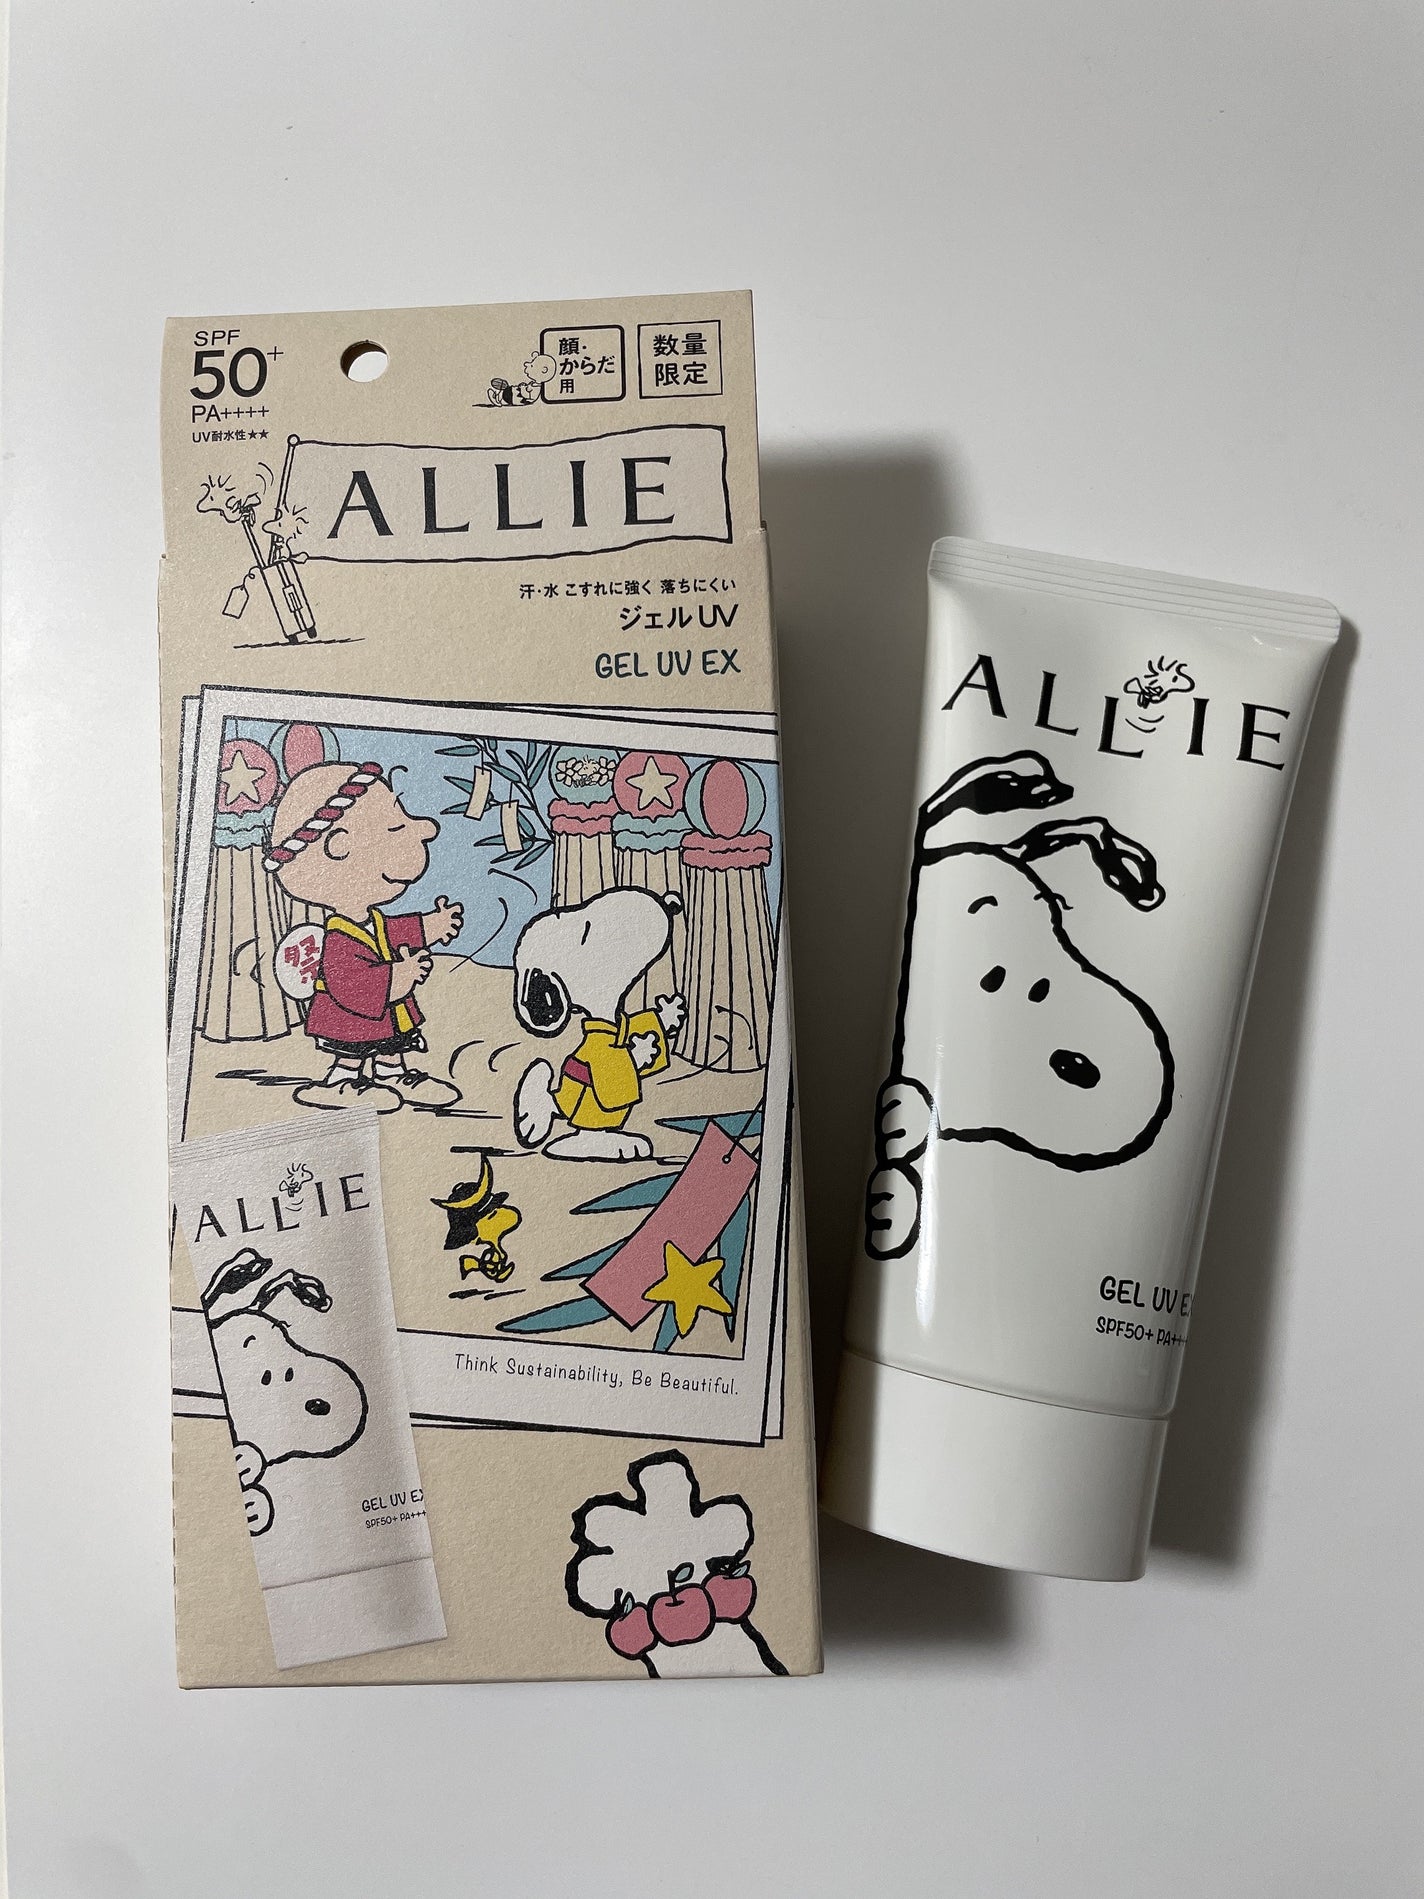 SPF
50+
PA++++
UV耐水性★★
顔・
からだ
用
数量
限定
ALLIE
汗・水 こすれに強く 落ちにくい
ジェルUV
GEL UV EX
ALLIE
GEL UV EX
SPF50+ PA+++
Think Sustainability, Be Beautiful.
ALLIE
GEL UV E
SPF50+ PA++